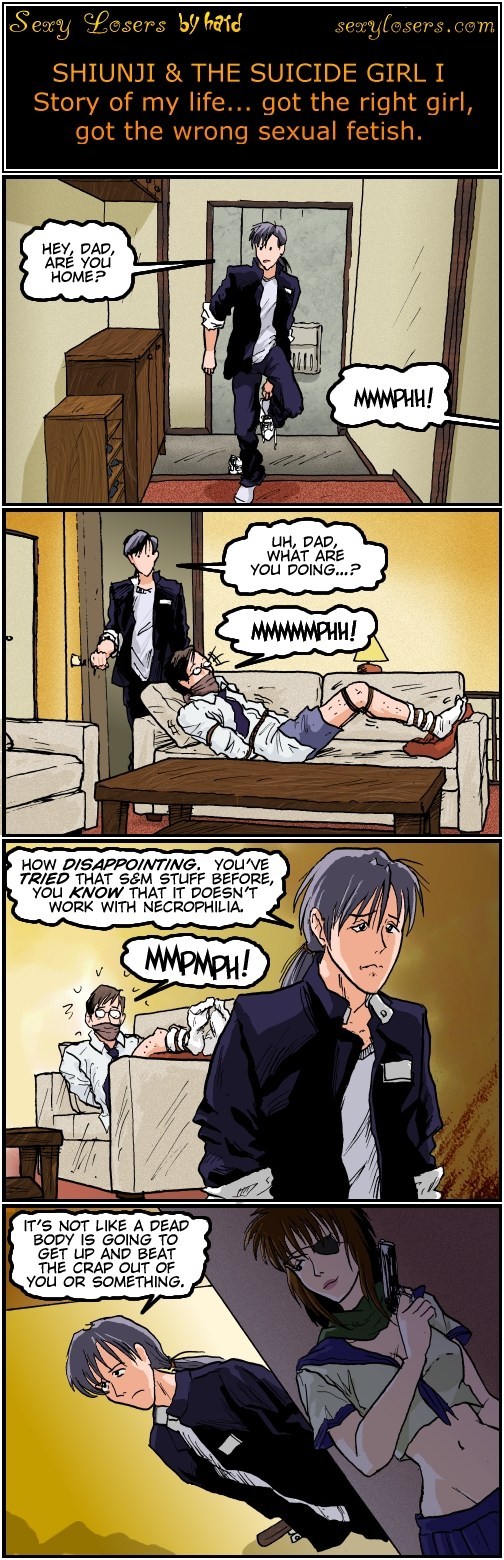 Sexy Losers by hard
sexylosers.com
SHIUNJI & THE SUICIDE GIRL I
Story of my life... got the right girl,
got the wrong sexual fetish.
HEY, DAD,
ARE YOU
HOME?
MMMPHH!
UH, DAD,
WHAT ARE
YOU DOING...?
MMMMMMPHH!
HOW DISAPPOINTING. YOU'VE
TRIED THAT S&M STUFF BEFORE,
YOU KNOW THAT IT DOESN'T
WORK WITH NECROPHILIA.
MMPMPH!
IT'S NOT LIKE A DEAD
BODY IS GOING TO
GET UP AND BEAT
THE CRAP OUT OF
YOU OR SOMETHING.